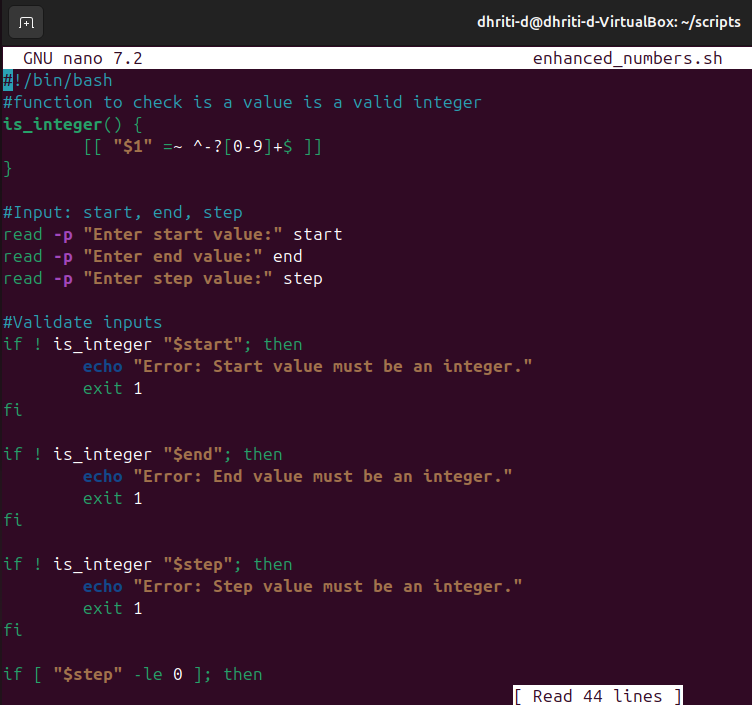 dhriti-d@dhriti-d-VirtualBox: ~/scripts
GNU nano 7.2 enhanced_numbers.sh
#!/bin/bash
#function to check is a value is a valid integer
is_integer() {
        [[ "$1" =~ ^-?[0-9]+$ ]]
}

#Input: start, end, step
read -p "Enter start value:" start
read -p "Enter end value:" end
read -p "Enter step value:" step

#Validate inputs
if ! is_integer "$start"; then
        echo "Error: Start value must be an integer."
        exit 1
fi

if ! is_integer "$end"; then
        echo "Error: End value must be an integer."
        exit 1
fi

if ! is_integer "$step"; then
        echo "Error: Step value must be an integer."
        exit 1
fi

if [ "$step" -le 0 ]; then
[ Read 44 lines ]